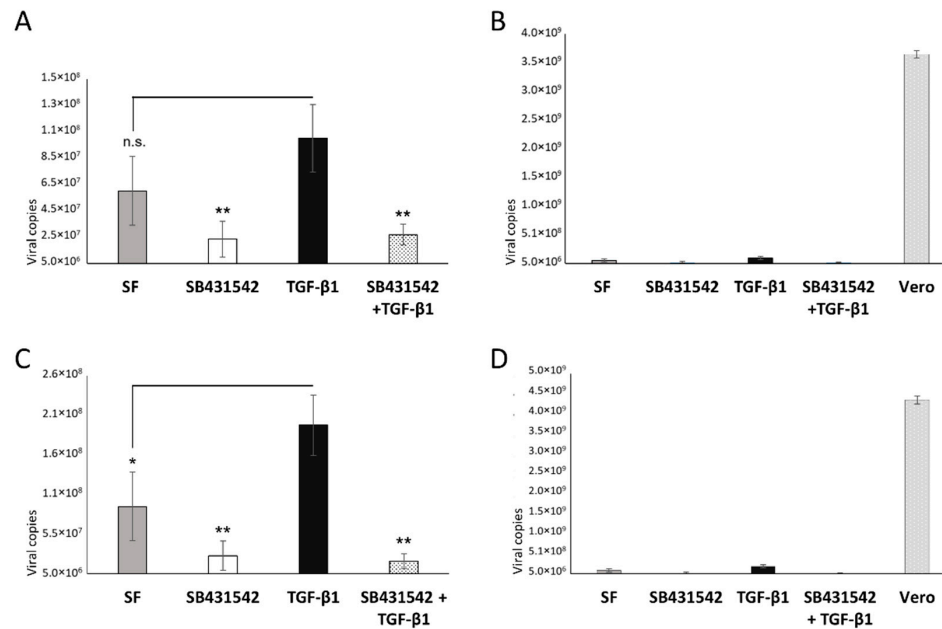 A
Viral copies
1.5×10⁸
1.3×10⁸
1.1×10⁸
8.5×10⁷
6.5×10⁷
4.5×10⁷
2.5×10⁷
5.0×10⁶
n.s.
**
**
SF
SB431542
TGF-β1
SB431542
+TGF-β1
B
Viral copies
4.0×10⁹
3.5×10⁹
2.9×10⁹
2.5×10⁹
2.0×10⁹
1.5×10⁹
1.0×10⁹
5.1×10⁸
5.0×10⁶
SF
SB431542
TGF-β1
SB431542
+TGF-β1
Vero
C
Viral copies
2.6×10⁸
2.1×10⁸
1.1×10⁸
5.5×10⁷
5.0×10⁶
*
**
**
SF
SB431542
TGF-β1
SB431542 +
TGF-β1
D
Viral copies
5.0×10⁹
4.5×10⁹
4.0×10⁹
3.5×10⁹
2.9×10⁹
2.5×10⁹
2.0×10⁹
1.5×10⁹
1.0×10⁹
5.1×10⁸
5.0×10⁶
SF
SB431542
TGF-β1
SB431542
+ TGF-β1
Vero